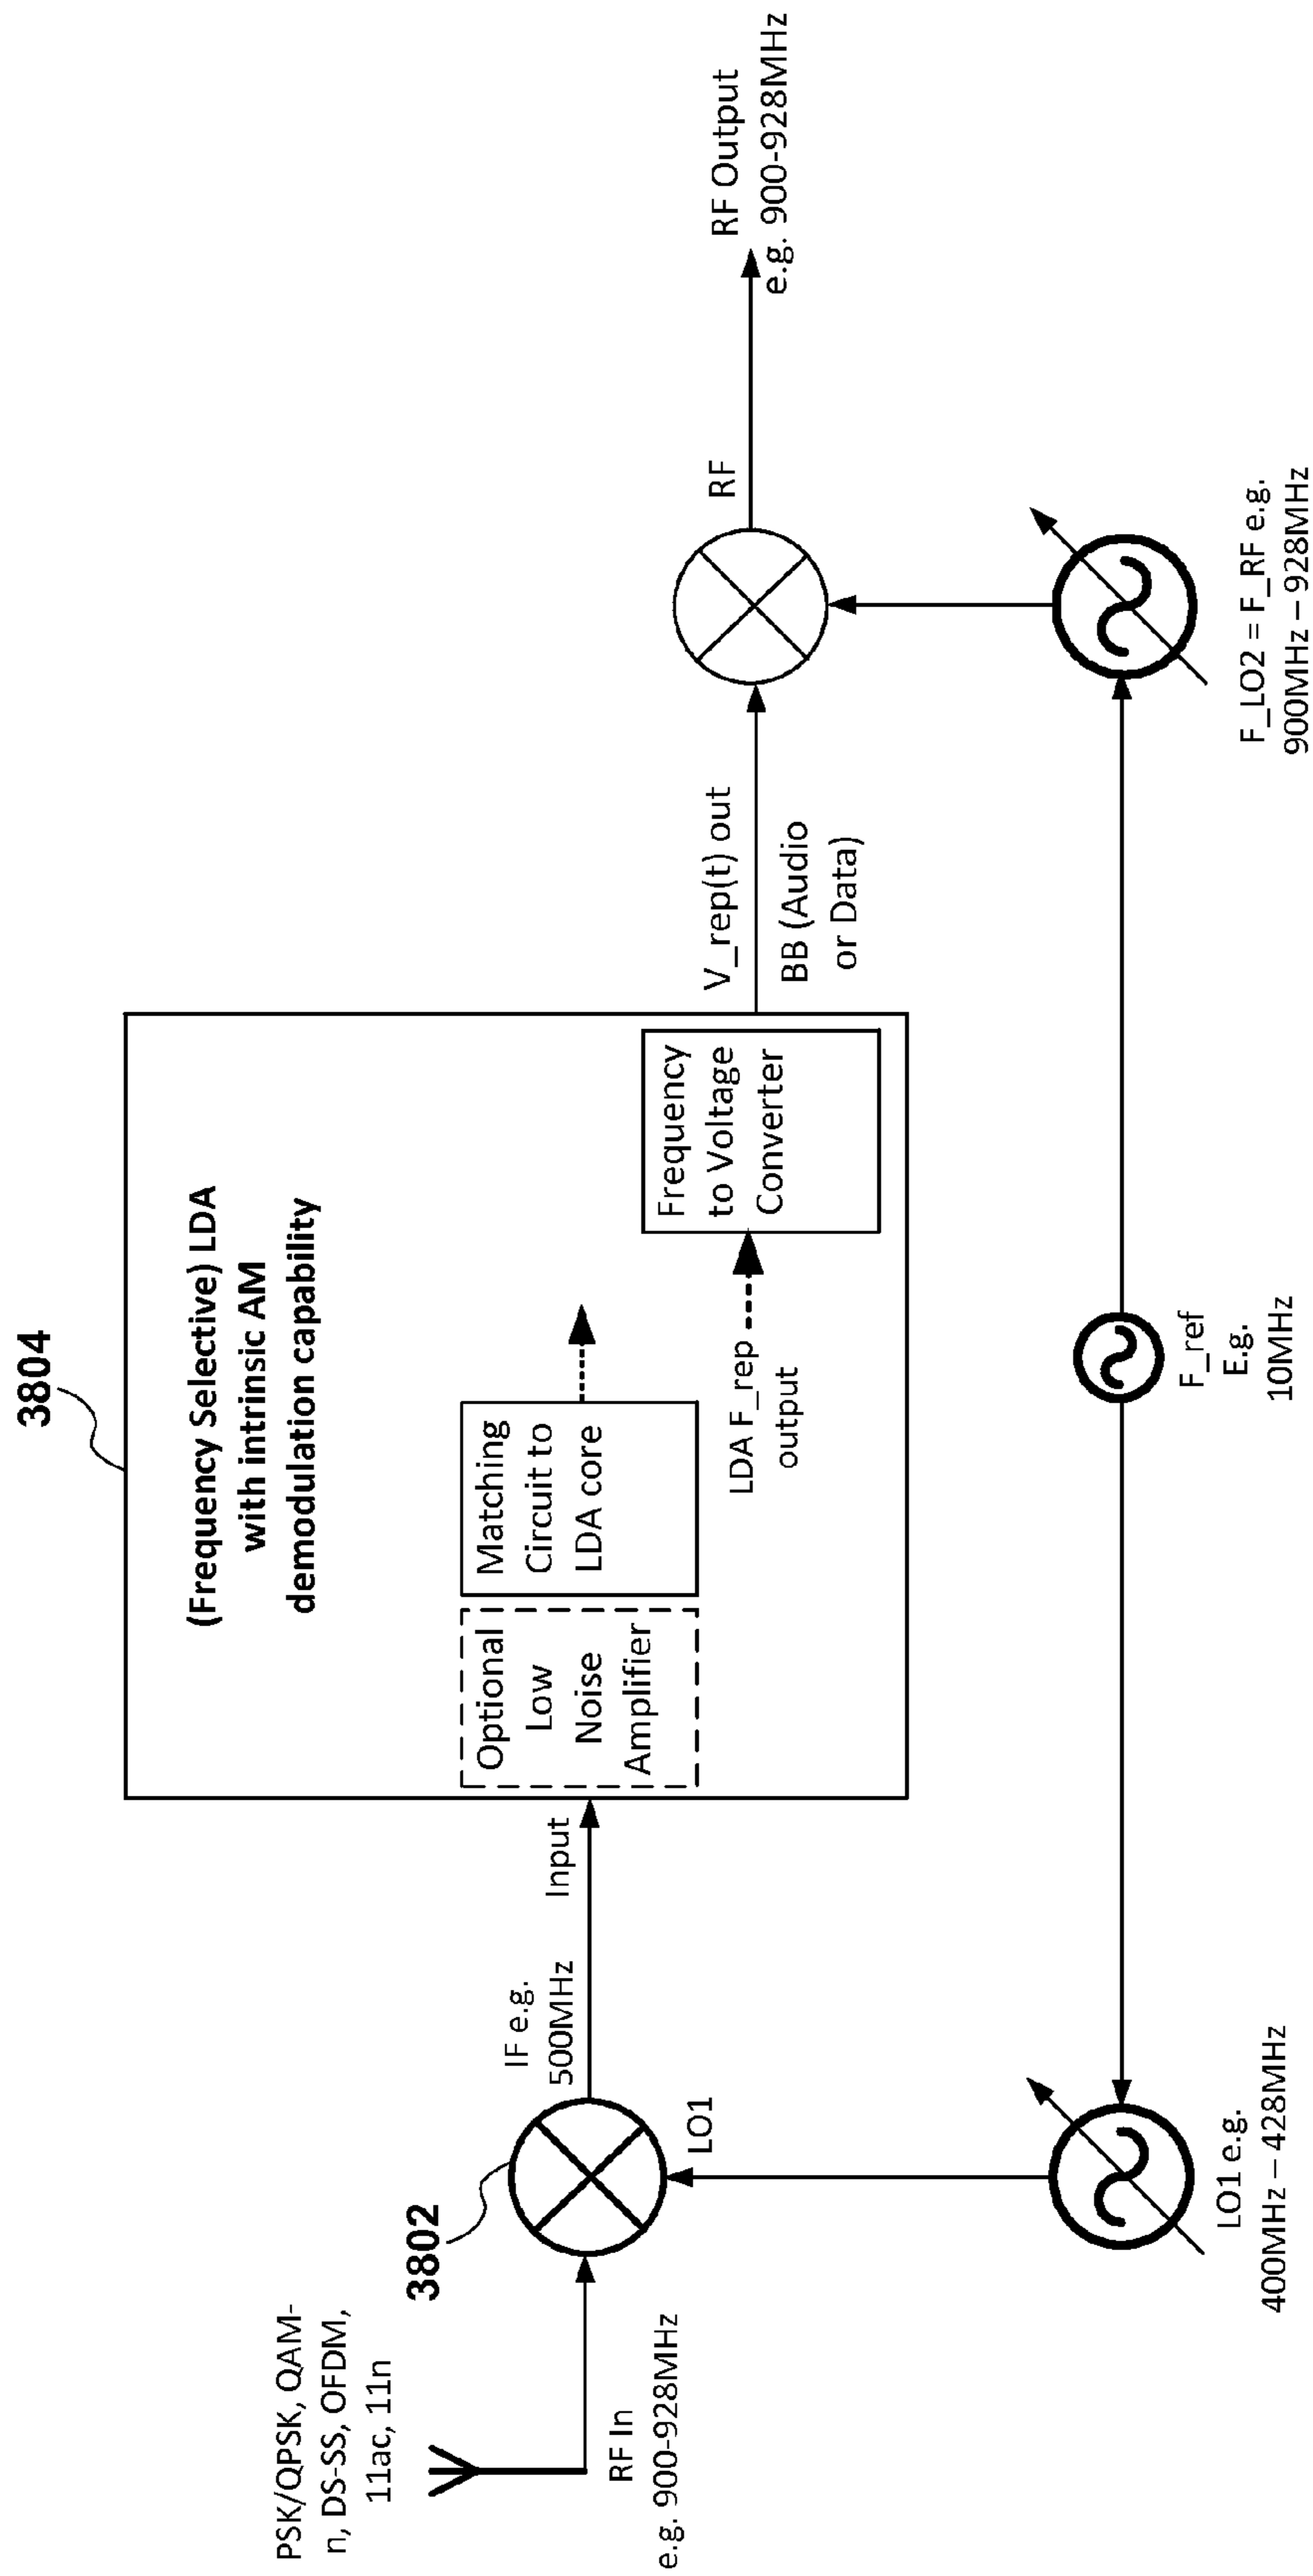 3804
(Frequency Selective) LDA
with intrinsic AM
demodulation capability
PSK/QPSK, QAM-
n, DS-SS, OFDM,
11ac, 11n
RF In
e.g. 900-928MHz
3802
LO1
IF e.g.
500MHz
Input
Optional
Low
Noise
Amplifier
Matching
Circuit to
LDA core
LDA F_rep
output
Frequency
to Voltage
Converter
V_rep(t) out
BB (Audio
or Data)
RF
RF Output
e.g. 900-928MHz
LO1 e.g.
400MHz – 428MHz
F_ref
E.g.
10MHz
F_LO2 = F_RF e.g.
900MHz – 928MHz